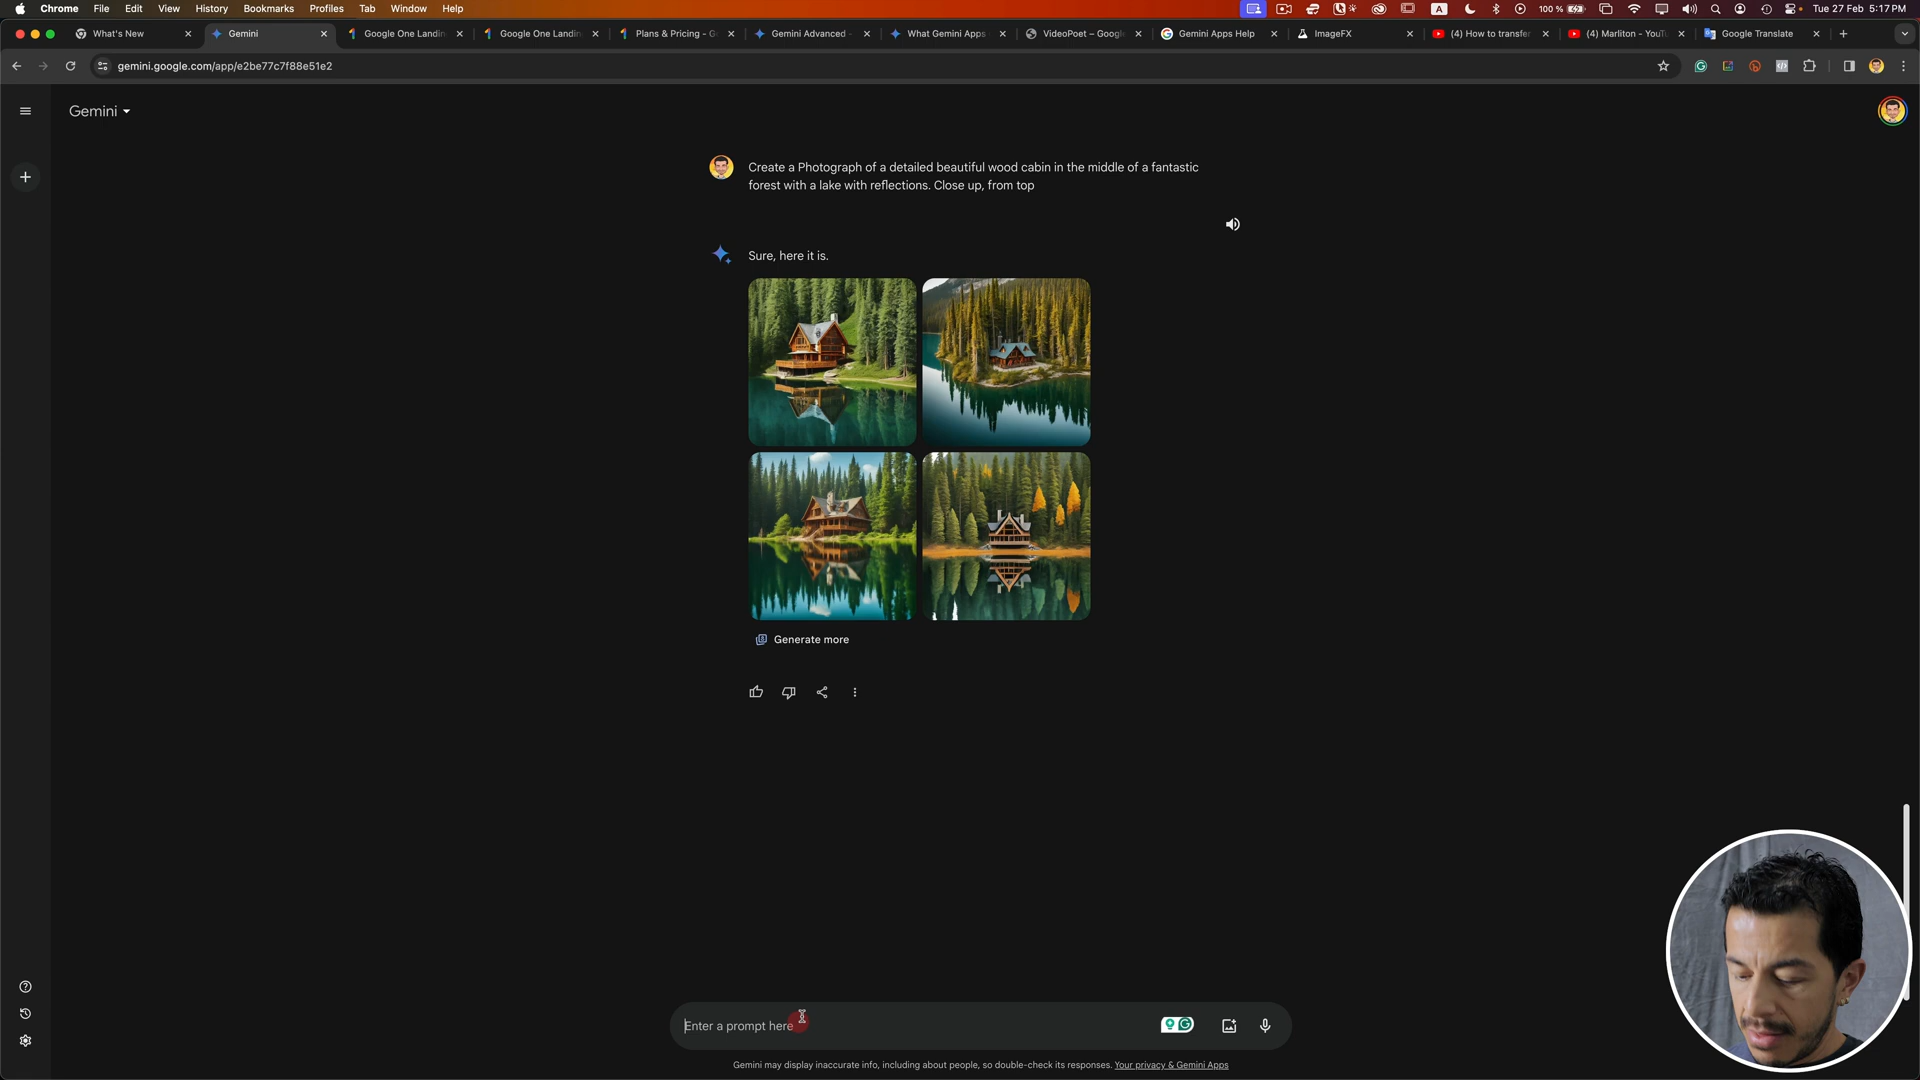 Chrome File Edit View History Bookmarks Profiles Tab Window Help
A 100 % Tue 27 Feb 5:17 PM
What's New
Gemini
Google One Landin
Google One Landin
Plans & Pricing - G
Gemini Advanced -
What Gemini Apps
VideoPoet – Google
Gemini Apps Help
ImageFX
(4) How to transfer
(4) Marliton - YouTu
Google Translate
gemini.google.com/app/e2be77c7f88e51e2
Gemini
Create a Photograph of a detailed beautiful wood cabin in the middle of a fantastic
forest with a lake with reflections. Close up, from top
Sure, here it is.
Generate more
Enter a prompt here
Gemini may display inaccurate info, including about people, so double-check its responses. Your privacy & Gemini Apps